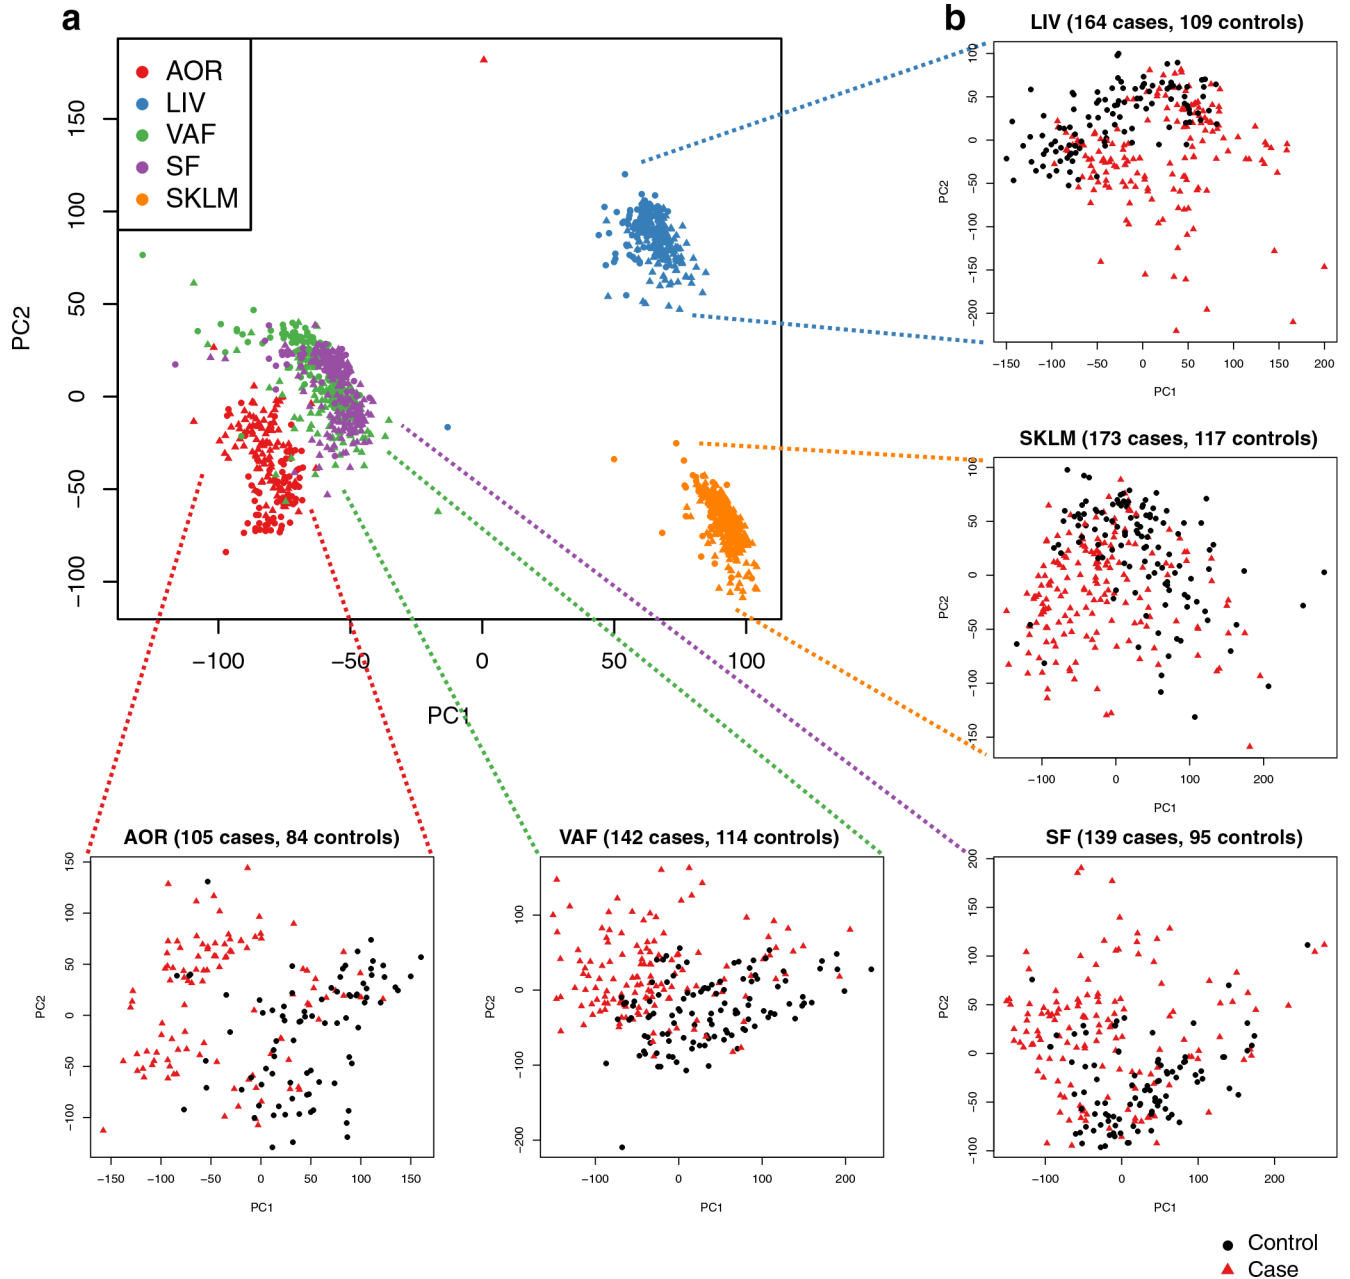 a
AOR
LIV
VAF
SF
SKLM
PC2
150
100
50
0
−50
−100
−100
−50
0
50
100
PC1
b
LIV (164 cases, 109 controls)
PC2
100
50
0
−50
−100
−150
−200
−150
−100
−50
0
50
100
150
200
PC1
SKLM (173 cases, 117 controls)
PC2
100
50
0
−50
−100
−150
−100
0
100
200
PC1
AOR (105 cases, 84 controls)
PC2
150
100
50
0
−50
−100
−150
−100
−50
0
50
100
150
PC1
VAF (142 cases, 114 controls)
PC2
100
0
−100
−200
−100
0
100
200
PC1
SF (139 cases, 95 controls)
PC2
200
150
100
50
0
−50
−100
−100
0
100
200
PC1
Control
Case